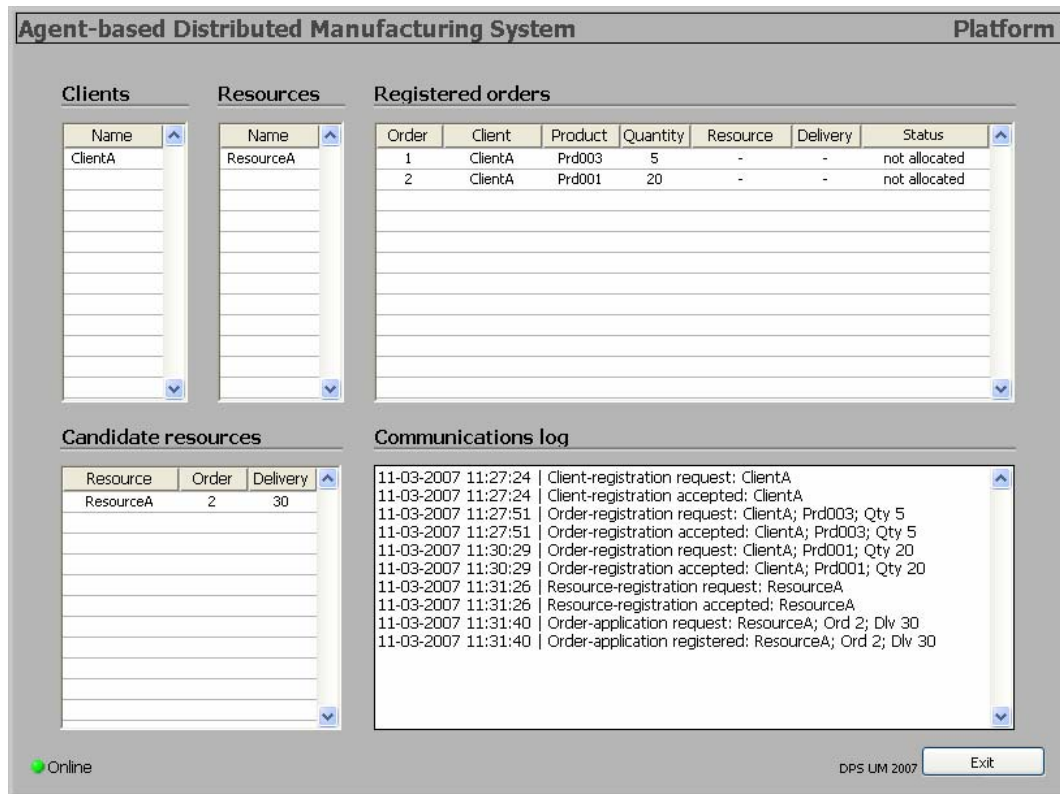 Agent-based Distributed Manufacturing System Platform
Clients Resources Registered orders
Name Name Order Client Product Quantity Resource Delivery Status
ClientA ResourceA 1 ClientA Prd003 5 - - not allocated
2 ClientA Prd001 20 - - not allocated
Candidate resources
Resource Order Delivery
ResourceA 2 30
Communications log
11-03-2007 11:27:24 | Client-registration request: ClientA
11-03-2007 11:27:24 | Client-registration accepted: ClientA
11-03-2007 11:27:51 | Order-registration request: ClientA; Prd003; Qty 5
11-03-2007 11:27:51 | Order-registration accepted: ClientA; Prd003; Qty 5
11-03-2007 11:30:29 | Order-registration request: ClientA; Prd001; Qty 20
11-03-2007 11:30:29 | Order-registration accepted: ClientA; Prd001; Qty 20
11-03-2007 11:31:26 | Resource-registration request: ResourceA
11-03-2007 11:31:26 | Resource-registration accepted: ResourceA
11-03-2007 11:31:40 | Order-application request: ResourceA; Ord 2; Dlv 30
11-03-2007 11:31:40 | Order-application registered: ResourceA; Ord 2; Dlv 30
Online DPS UM 2007 Exit